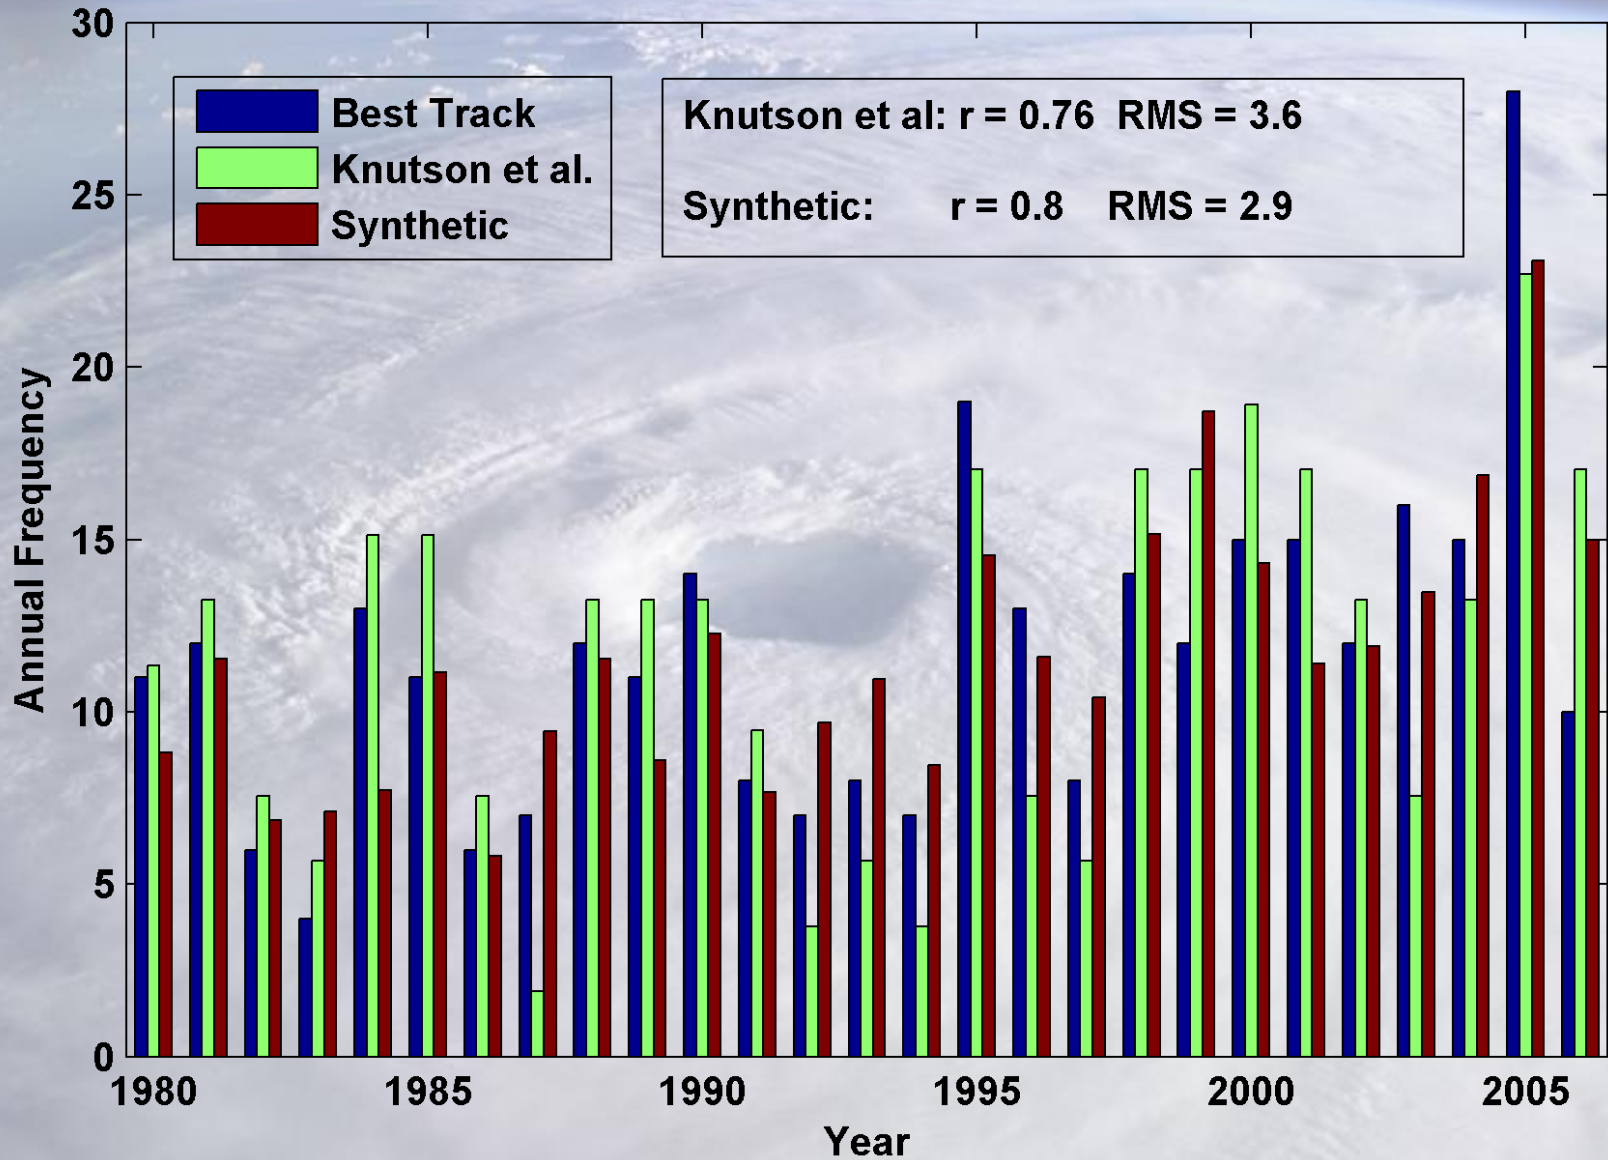 30
25
20
15
10
5
0
Annual Frequency
Best Track
Knutson et al.
Synthetic
Knutson et al: r = 0.76 RMS = 3.6
Synthetic: r = 0.8 RMS = 2.9
1980 1985 1990 1995 2000 2005
Year